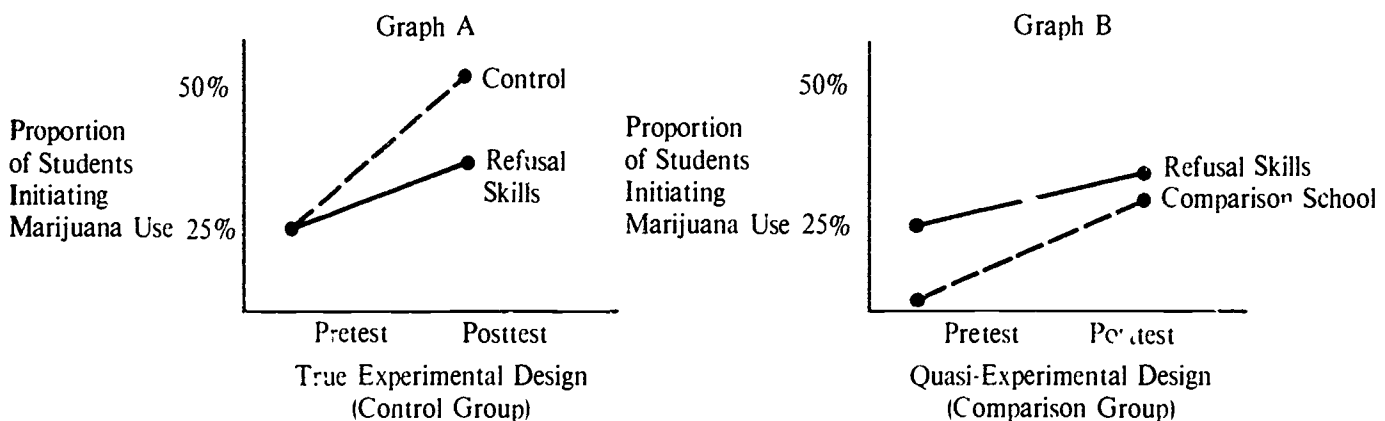 Graph A
50%
Control
Proportion
of Students
Initiating
Marijuana Use 25%
Refusal
Skills
Pretest Posttest
True Experimental Design
(Control Group)
Graph B
50%
Proportion
of Students
Initiating
Marijuana Use 25%
Refusal Skills
Comparison School
Pretest
Quasi-Experimental Design
(Comparison Group)